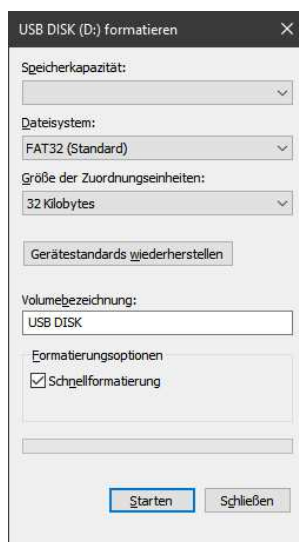 USB DISK (D:) formatieren
Speicherkapazität:
Dateisystem:
FAT32 (Standard)
Größe der Zuordnungseinheiten:
32 Kilobytes
Gerätestandards wiederherstellen
Volumebezeichnung:
USB DISK
Formatierungsoptionen
Schnellformatierung
Starten Schließen